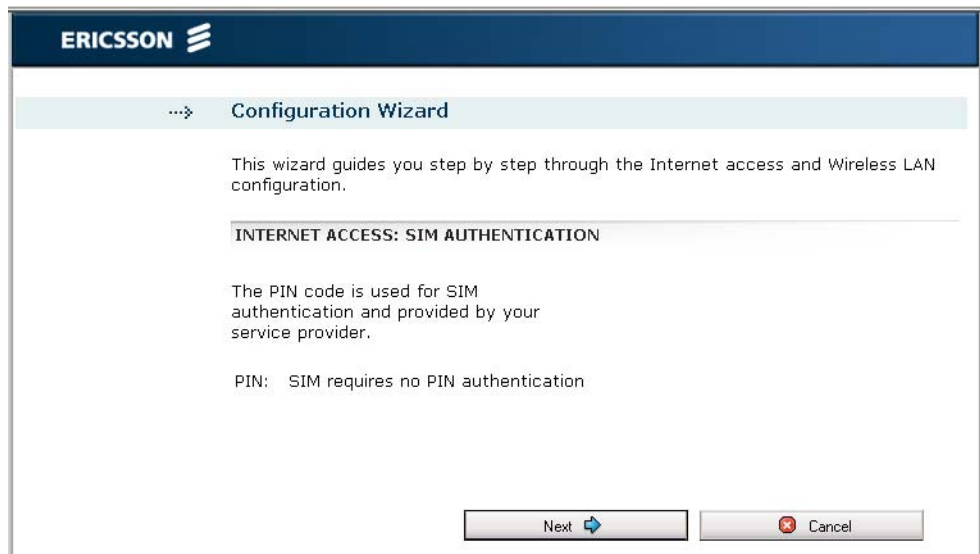 ERICSSON
Configuration Wizard
This wizard guides you step by step through the Internet access and Wireless LAN
configuration.
INTERNET ACCESS: SIM AUTHENTICATION
The PIN code is used for SIM
authentication and provided by your
service provider.
PIN: SIM requires no PIN authentication
Next
Cancel